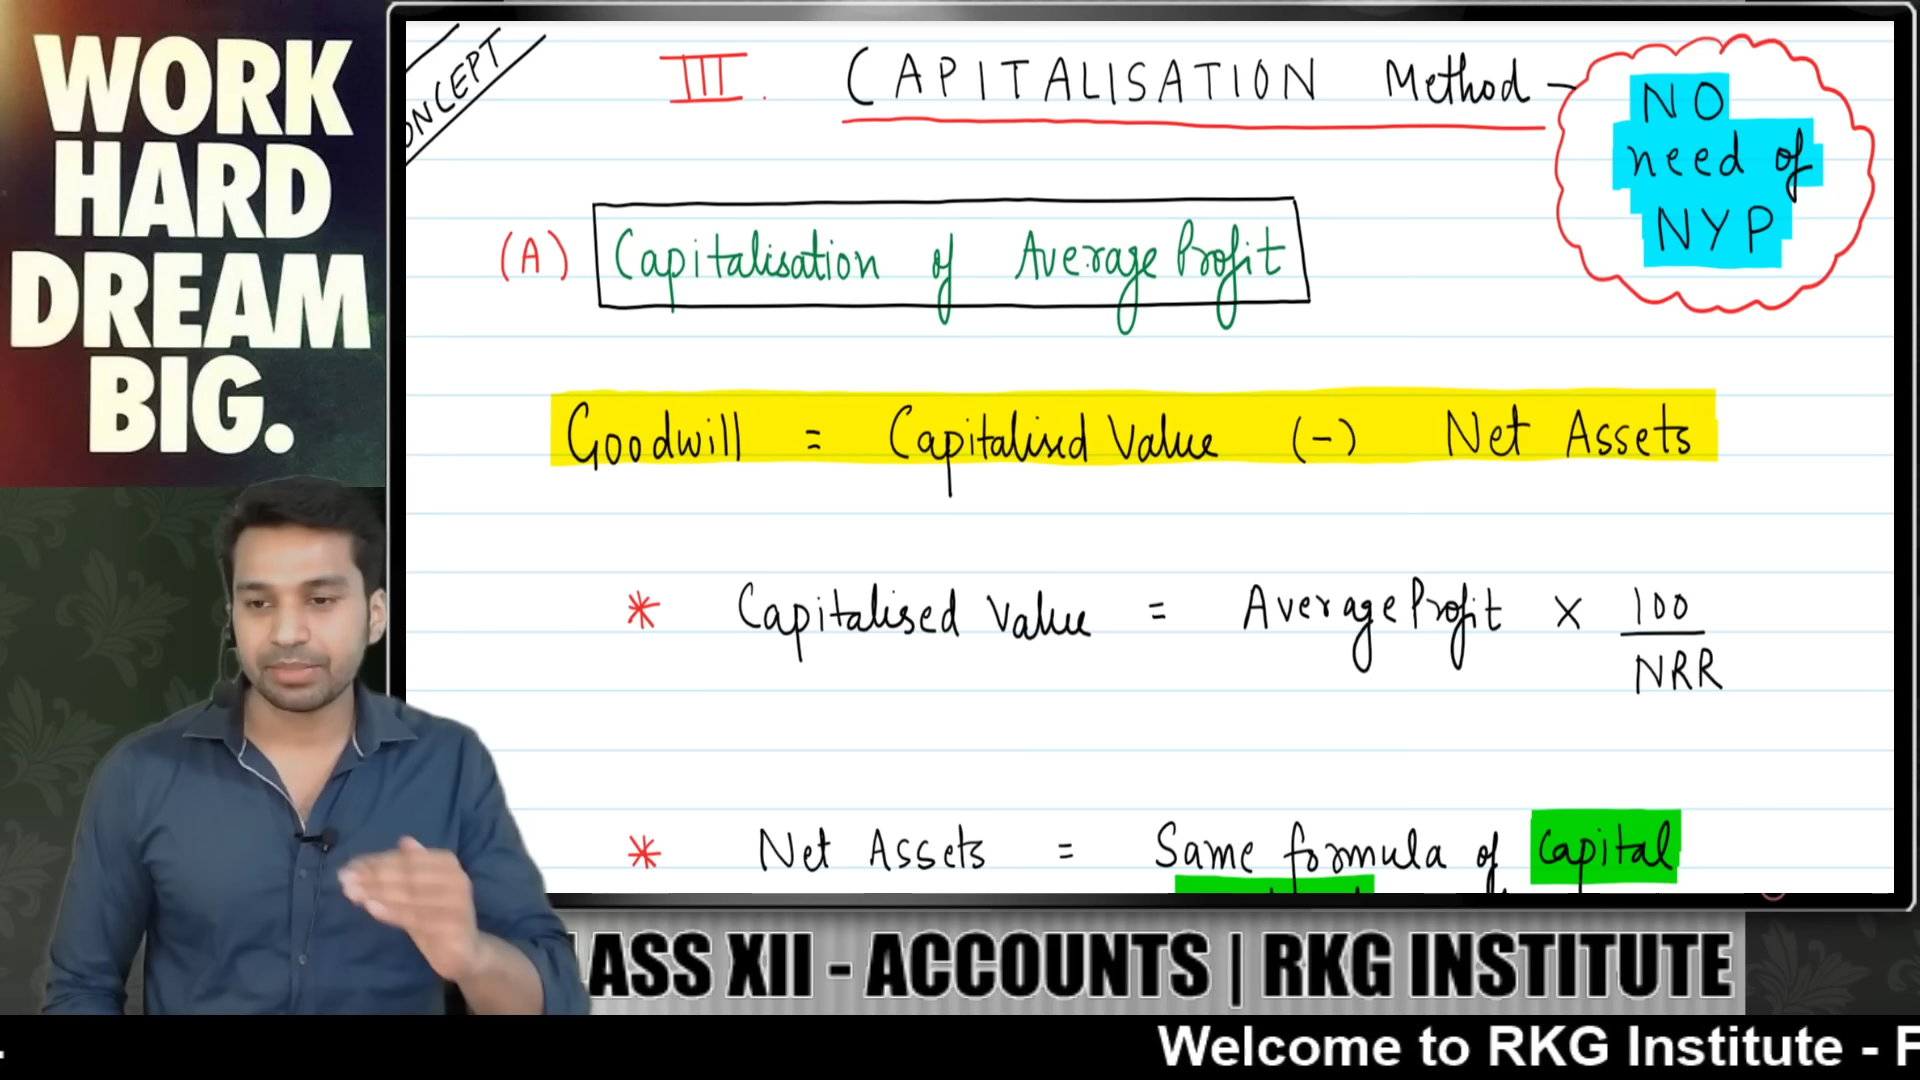 WORK
HARD
DREAM
BIG.
ONCEPT
III. CAPITALISATION Method -
NO
need of
NYP
(A) Capitalisation of Average Profit
Goodwill = Capitalised Value (-) Net Assets
* Capitalised Value = Average Profit × 100
NRR
* Net Assets = Same formula of Capital
LASS XII - ACCOUNTS | RKG INSTITUTE
Welcome to RKG Institute - F